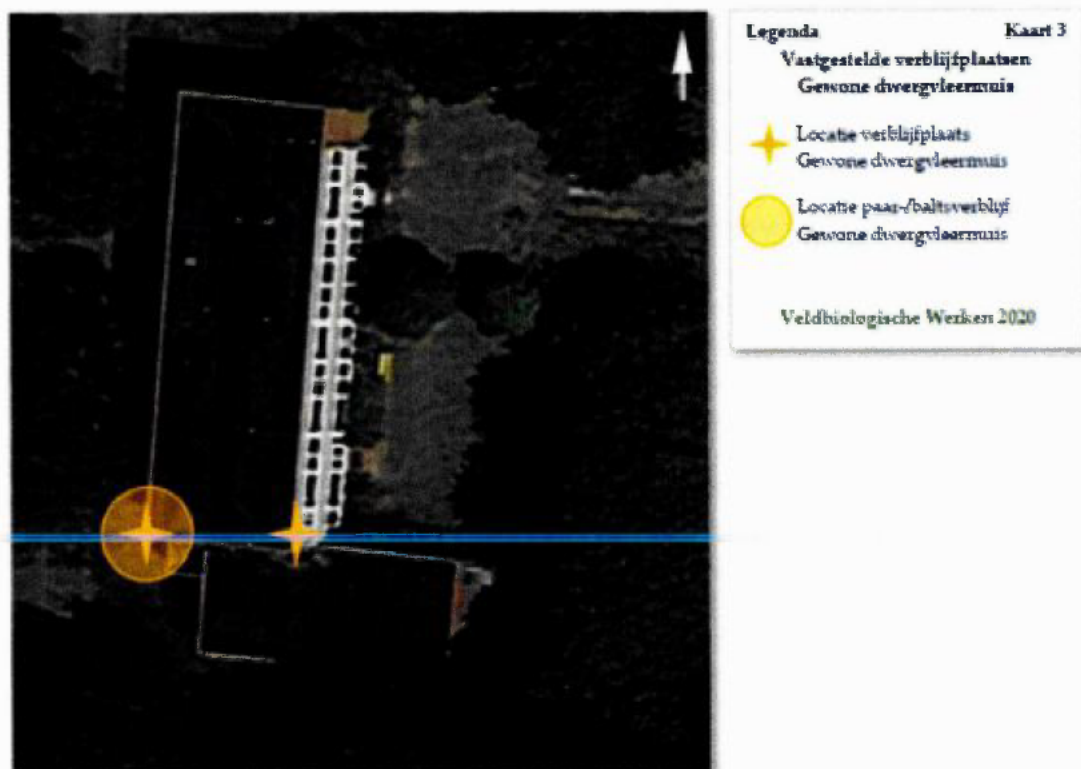 Legenda Kaart 3
Vastgestelde verblijfplaatsen
Gewone dwergvleermuis
Locatie verblijfplaats
Gewone dwergvleermuis
Locatie paar-/baltsverblijf
Gewone dwergvleermuis
Veldbiologische Werken 2020